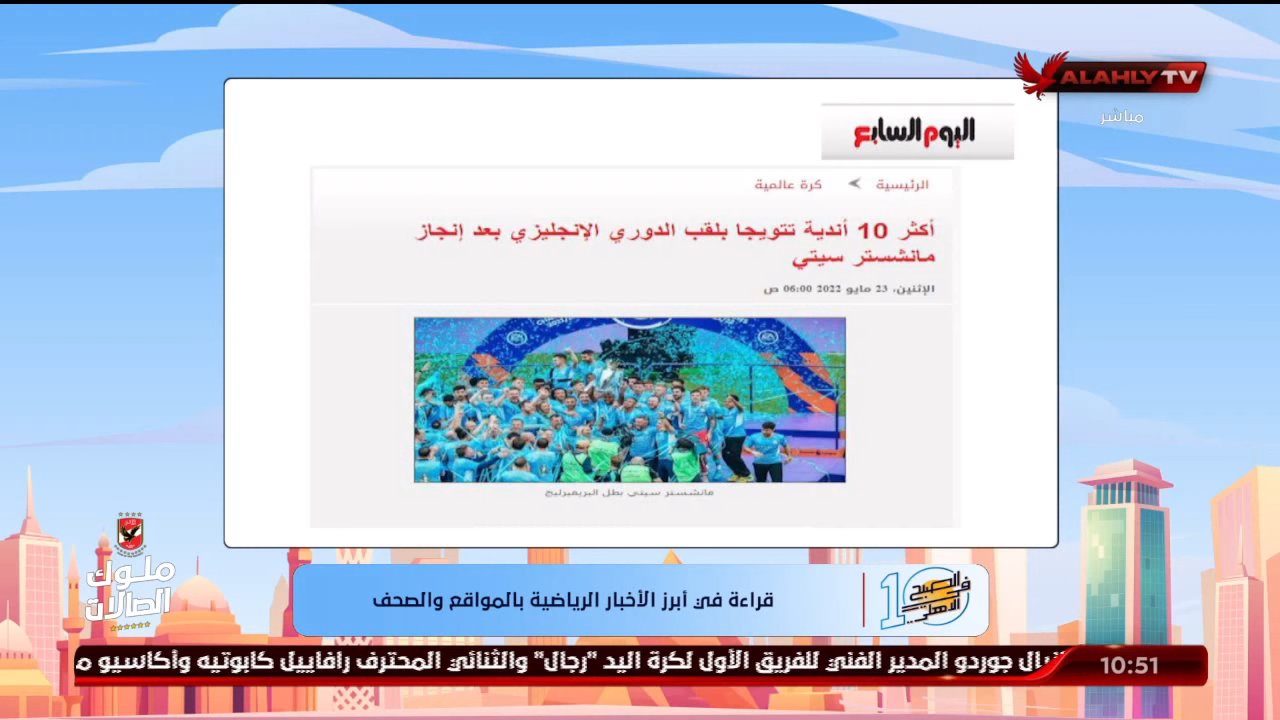 ALAHLY TV
مباشر
اليوم السابع
الرئيسية
كرة عالمية
أكثر 10 أندية تتويجا بلقب الدوري الإنجليزي بعد إنجاز
مانشستر سيتي
الإثنين، 23 مايو 2022 06:00 ص
مانشستر سيتي بطل البريميرليج
ملوك
الصالات
10
الصبح
في
الأهلي
قراءة في أبرز الأخبار الرياضية بالمواقع والصحف
جوردو المدير الفني للفريق الأول لكرة اليد "رجال" والثنائي المحترف رافاييل كابوتيه وأكاسيو
10:51